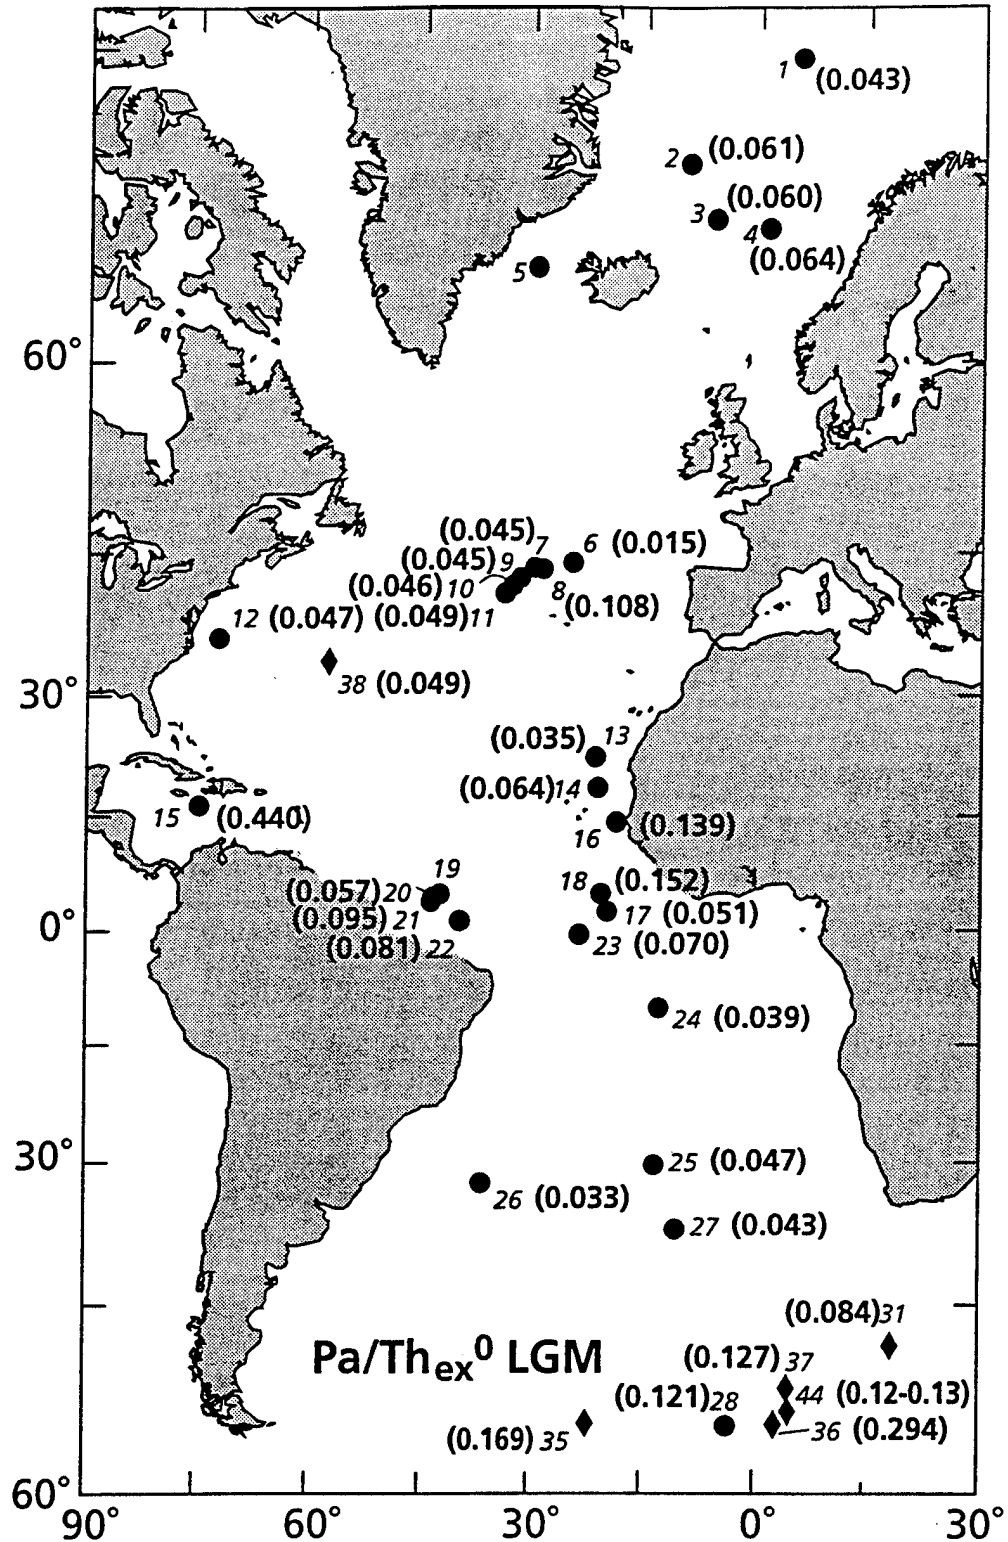 1 (0.043)
2 (0.061)
3 (0.060)
4 (0.064)
5
60°
(0.045) 7 6 (0.015)
(0.045) 9
(0.046) 10 8 (0.108)
12 (0.047) (0.049) 11
38 (0.049)
30°
(0.035) 13
(0.064) 14
15 (0.440)
16 (0.139)
19
(0.057) 20 18 (0.152)
(0.095) 21 17 (0.051)
0°
(0.081) 22 23 (0.070)
24 (0.039)
30°
25 (0.047)
26 (0.033)
27 (0.043)
(0.084) 31
Pa/Thex0 LGM
(0.127) 37
(0.121) 28 44 (0.12-0.13)
(0.169) 35 36 (0.294)
60°
90° 60° 30° 0° 30°